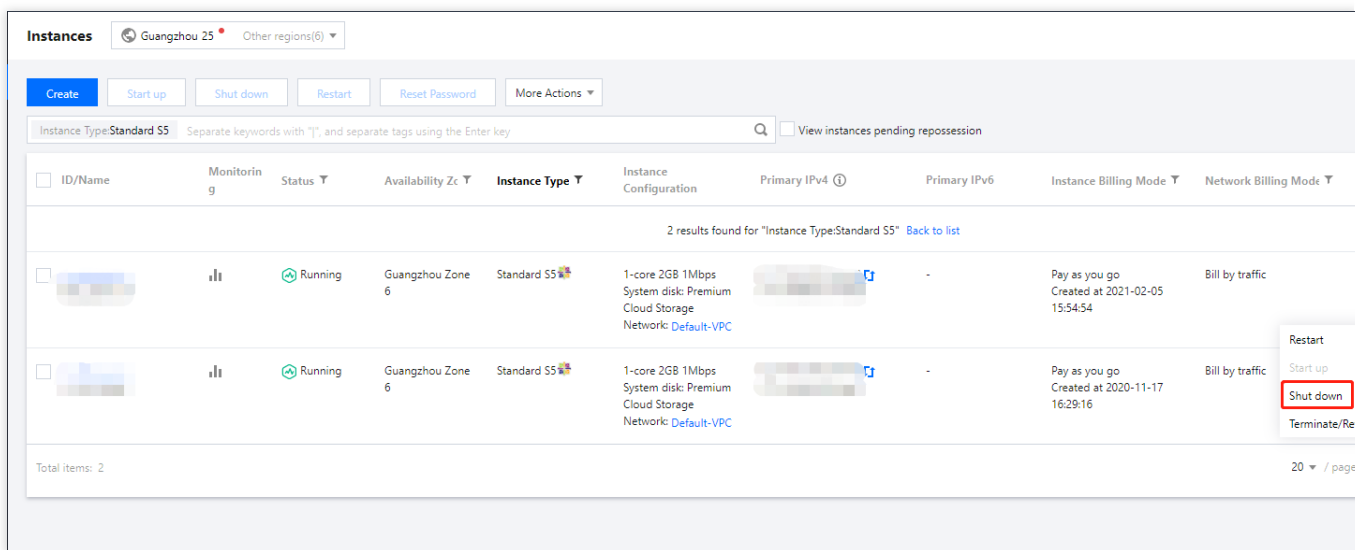 Instances Guangzhou 25 Other regions(6)
Create Start up Shut down Restart Reset Password More Actions
Instance Type:Standard S5 Separate keywords with "|", and separate tags using the Enter key View instances pending repossession
ID/Name Monitorin Status Availability Zc Instance Type Instance Primary IPv4 Primary IPv6 Instance Billing Mode Network Billing Mode
g Configuration
2 results found for "Instance Type:Standard S5" Back to list
Running Guangzhou Zone Standard S5 1-core 2GB 1Mbps - Pay as you go Bill by traffic
6 System disk: Premium Created at 2021-02-05
Cloud Storage 15:54:54
Network: Default-VPC
Restart
Running Guangzhou Zone Standard S5 1-core 2GB 1Mbps - Pay as you go Bill by traffic Start up
6 System disk: Premium Created at 2020-11-17
Cloud Storage 16:29:16 Shut down
Network: Default-VPC Terminate/Re
Total items: 2 20 / page